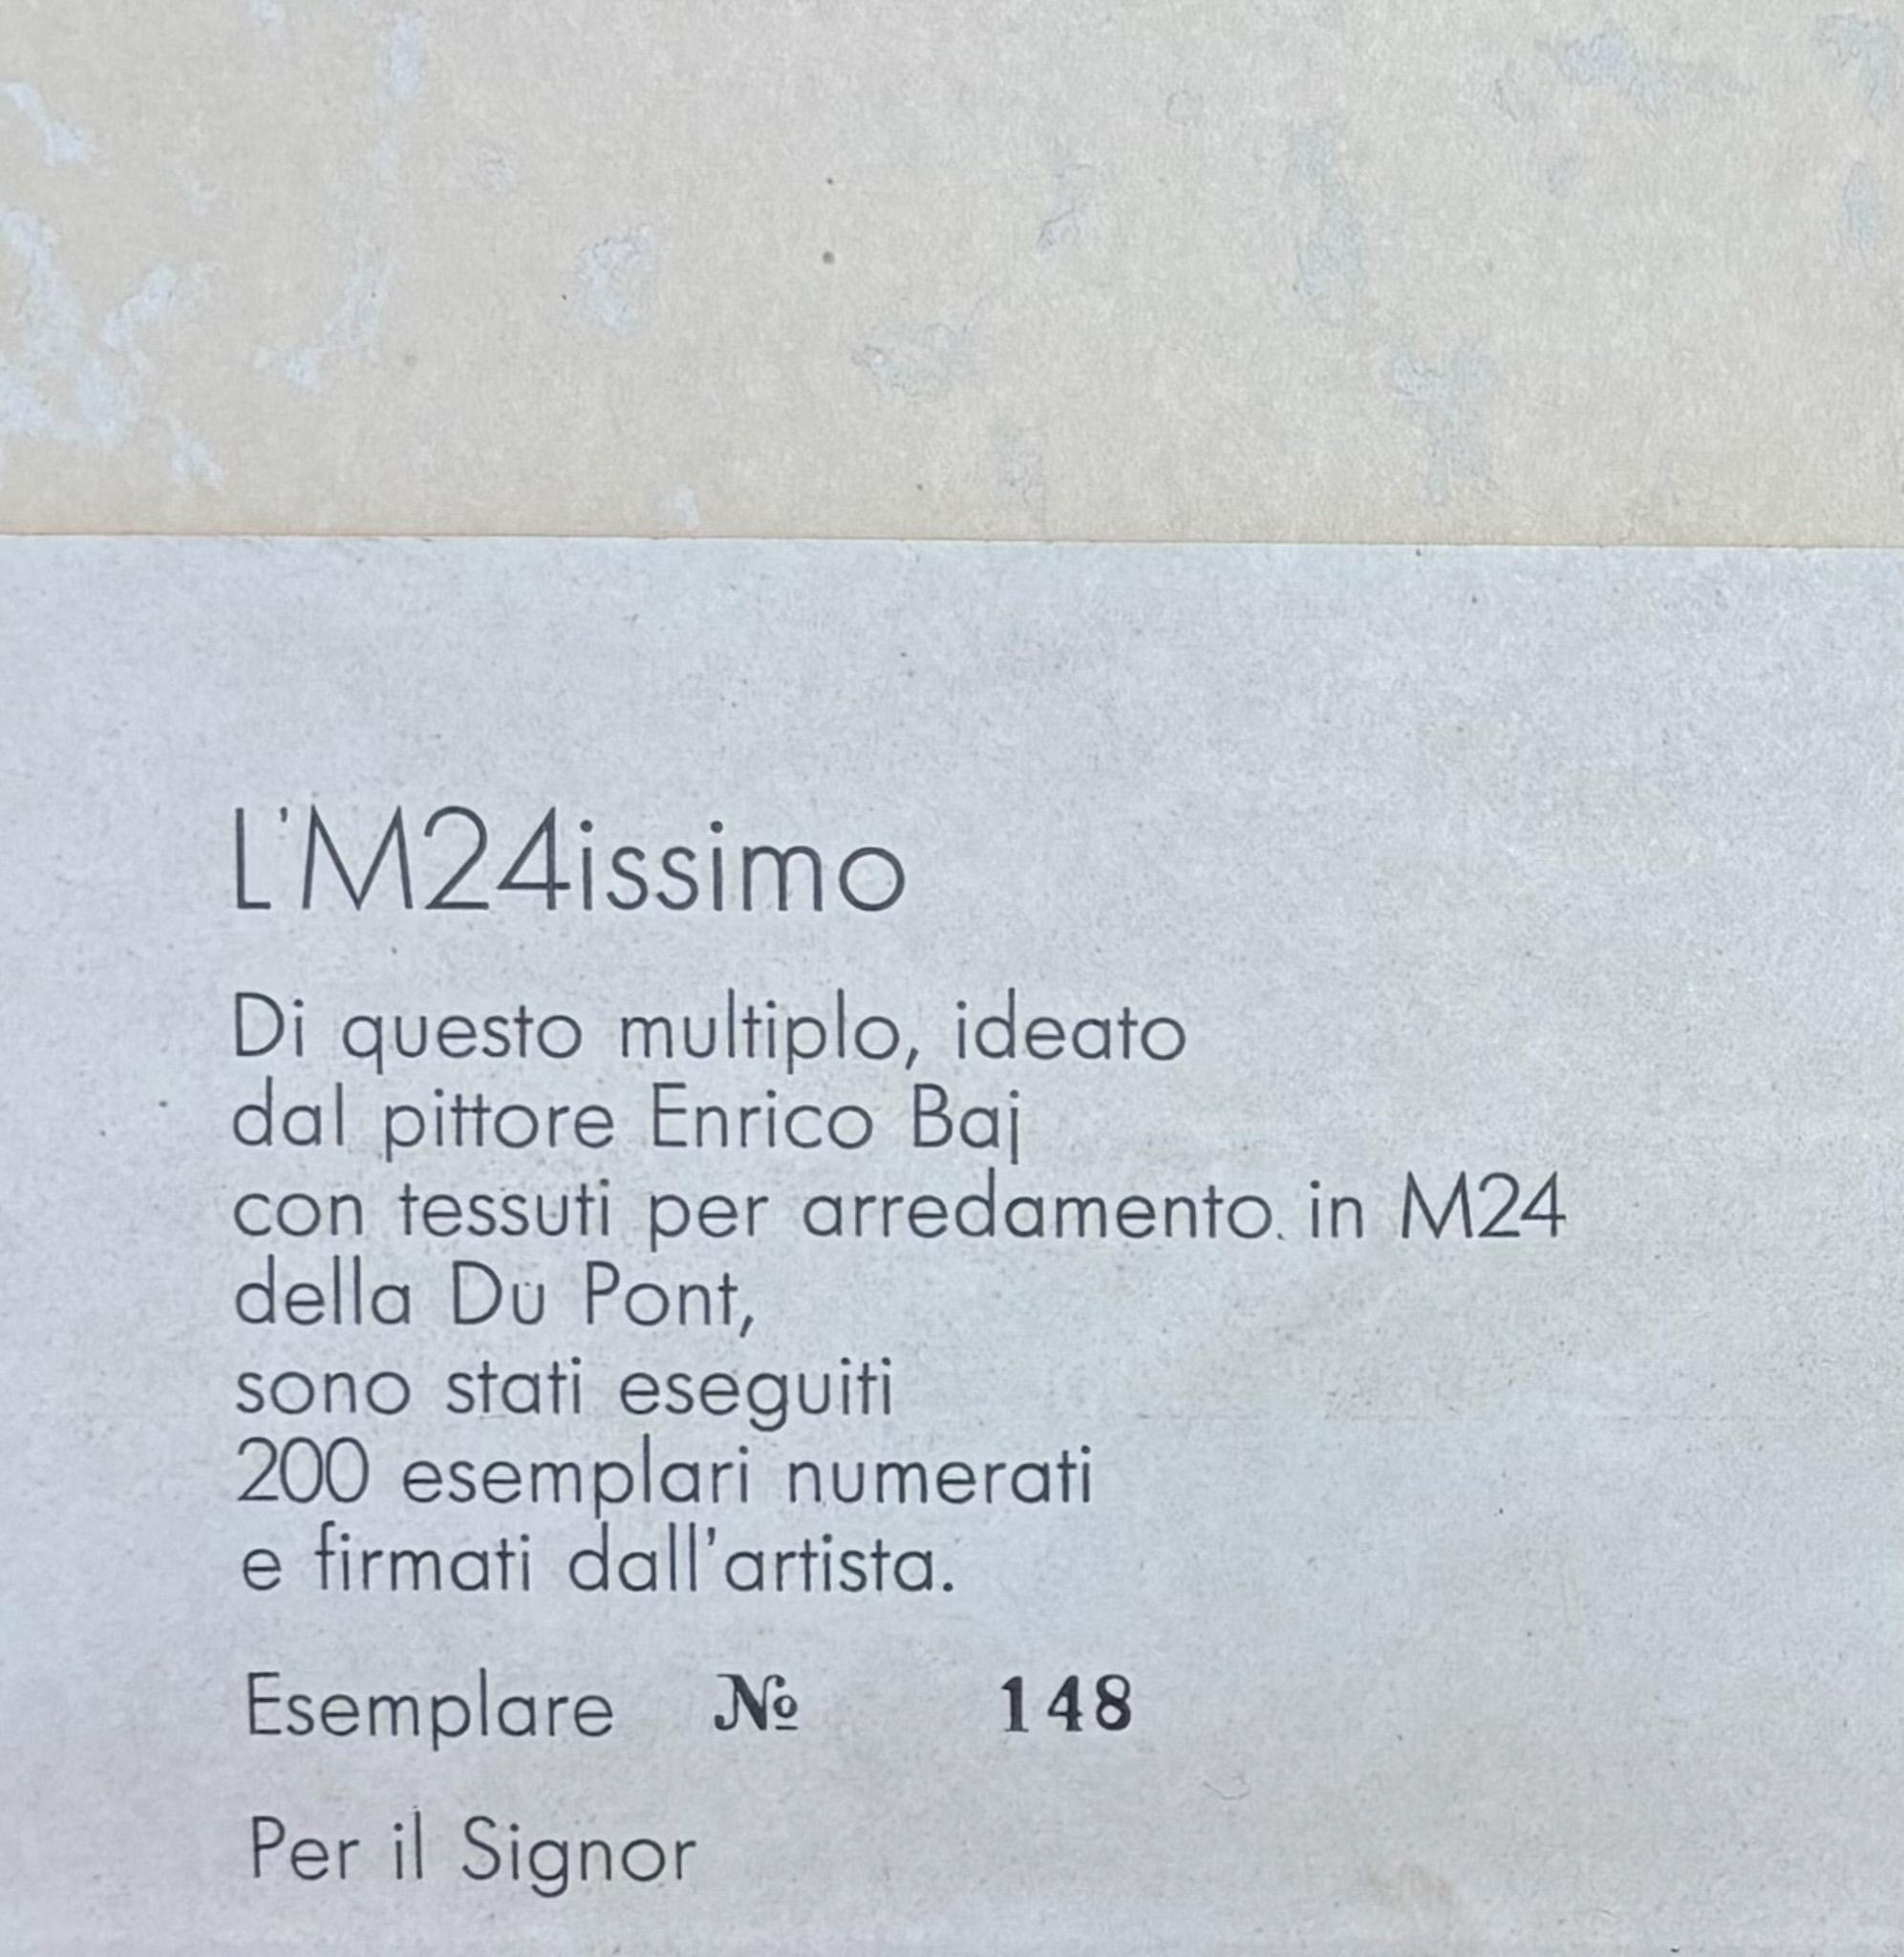 L'M24issimo
Di questo multiplo, ideato
dal pittore Enrico Baj
con tessuti per arredamento in M24
della Du Pont,
sono stati eseguiti
200 esemplari numerati
e firmati dall'artista.
Esemplare № 148
Per il Signor